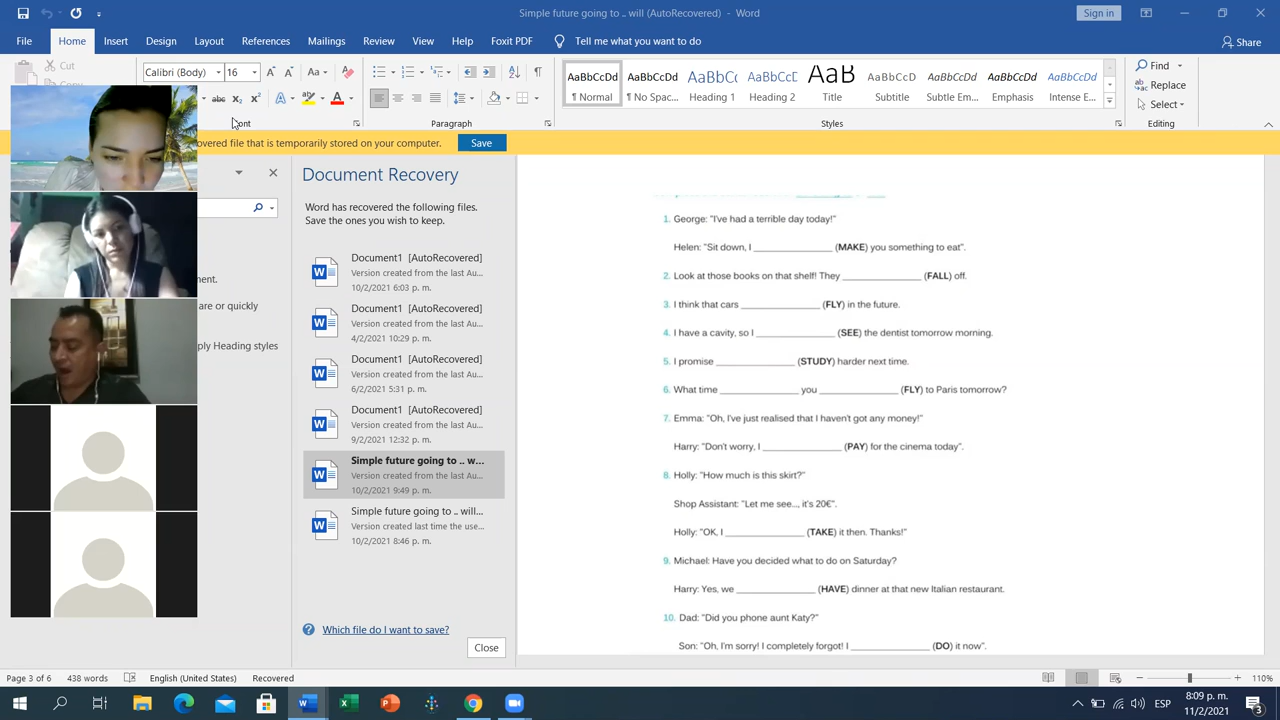 Simple future going to .. will (AutoRecovered) - Word
Sign in
File Home Insert Design Layout References Mailings Review View Help Foxit PDF Tell me what you want to do Share
Cut
Copy
Calibri (Body) 16
Font
Paragraph
AaBbCcDd AaBbCcDd AaBbCc AaBbCcD AaB AaBbCcDd AaBbCcDd AaBbCcDd AaBbCcDd
¶ Normal ¶ No Spac... Heading 1 Heading 2 Title Subtitle Subtle Em... Emphasis Intense E...
Styles
Find
Replace
Select
Editing
overed file that is temporarily stored on your computer. Save
ment.
are or quickly
ply Heading styles
Document Recovery
Word has recovered the following files.
Save the ones you wish to keep.
Document1 [AutoRecovered]
Version created from the last Au...
10/2/2021 6:03 p. m.
Document1 [AutoRecovered]
Version created from the last Au...
4/2/2021 10:29 p. m.
Document1 [AutoRecovered]
Version created from the last Au...
6/2/2021 5:31 p. m.
Document1 [AutoRecovered]
Version created from the last Au...
9/2/2021 12:32 p. m.
Simple future going to .. w...
Version created from the last Au...
10/2/2021 9:49 p. m.
Simple future going to .. will...
Version created last time the use...
10/2/2021 8:46 p. m.
Which file do I want to save?
Close
1. George: "I've had a terrible day today!"
Helen: "Sit down, I ______________ (MAKE) you something to eat".
2. Look at those books on that shelf! They ______________ (FALL) off.
3. I think that cars ______________ (FLY) in the future.
4. I have a cavity, so I ______________ (SEE) the dentist tomorrow morning.
5. I promise ______________ (STUDY) harder next time.
6. What time ______________ you ______________ (FLY) to Paris tomorrow?
7. Emma: "Oh, I've just realised that I haven't got any money!"
Harry: "Don't worry, I ______________ (PAY) for the cinema today".
8. Holly: "How much is this skirt?"
Shop Assistant: "Let me see..., it's 20€".
Holly: "OK, I ______________ (TAKE) it then. Thanks!"
9. Michael: Have you decided what to do on Saturday?
Harry: Yes, we ______________ (HAVE) dinner at that new Italian restaurant.
10. Dad: "Did you phone aunt Katy?"
Son: "Oh, I'm sorry! I completely forgot! I ______________ (DO) it now".
Page 3 of 6 438 words English (United States) Recovered 110%
ESP
8:09 p. m.
11/2/2021
3